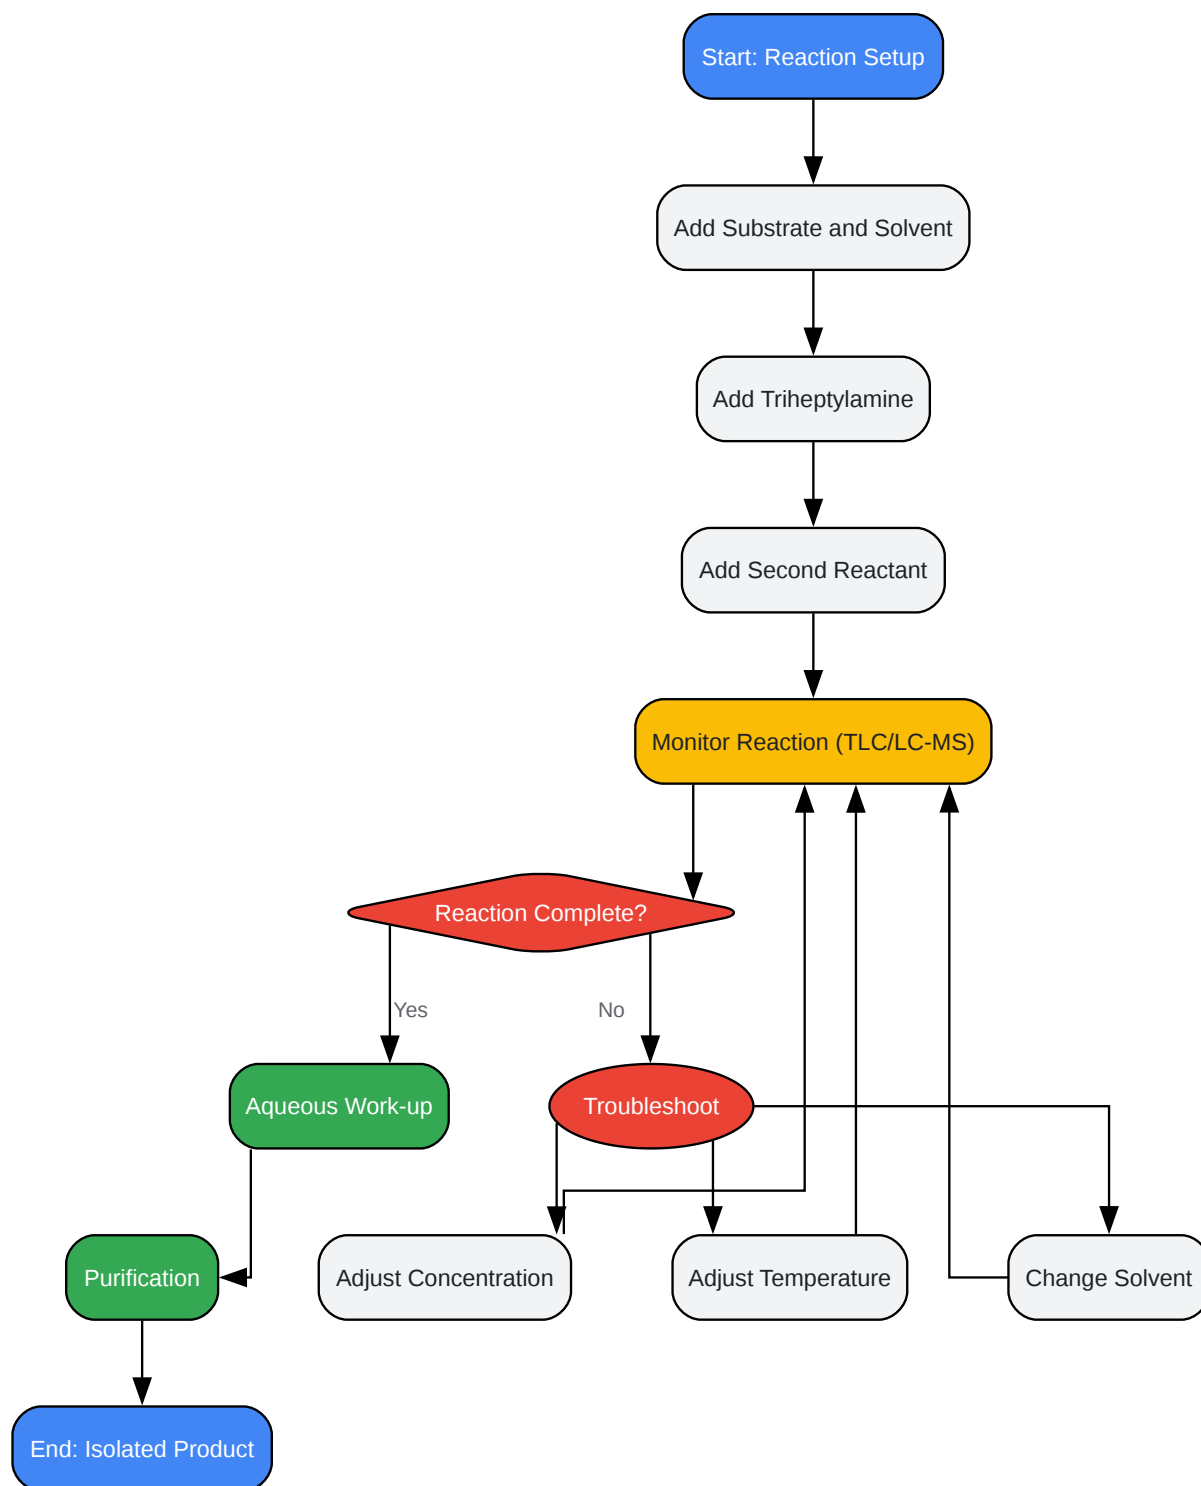 Start: Reaction Setup
Add Substrate and Solvent
Add Triheptylamine
Add Second Reactant
Monitor Reaction (TLC/LC-MS)
Reaction Complete?
Yes
No
Aqueous Work-up
Troubleshoot
Purification
Adjust Concentration
Adjust Temperature
Change Solvent
End: Isolated Product